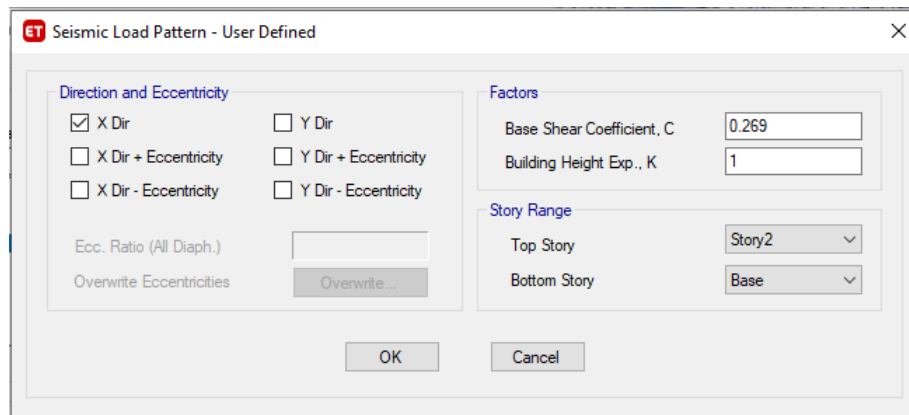 ET Seismic Load Pattern - User Defined
Direction and Eccentricity
X Dir
Y Dir
X Dir + Eccentricity
Y Dir + Eccentricity
X Dir - Eccentricity
Y Dir - Eccentricity
Ecc. Ratio (All Diaph.)
Overwrite Eccentricities
Overwrite...
Factors
Base Shear Coefficient, C
0.269
Building Height Exp., K
1
Story Range
Top Story
Story2
Bottom Story
Base
OK
Cancel